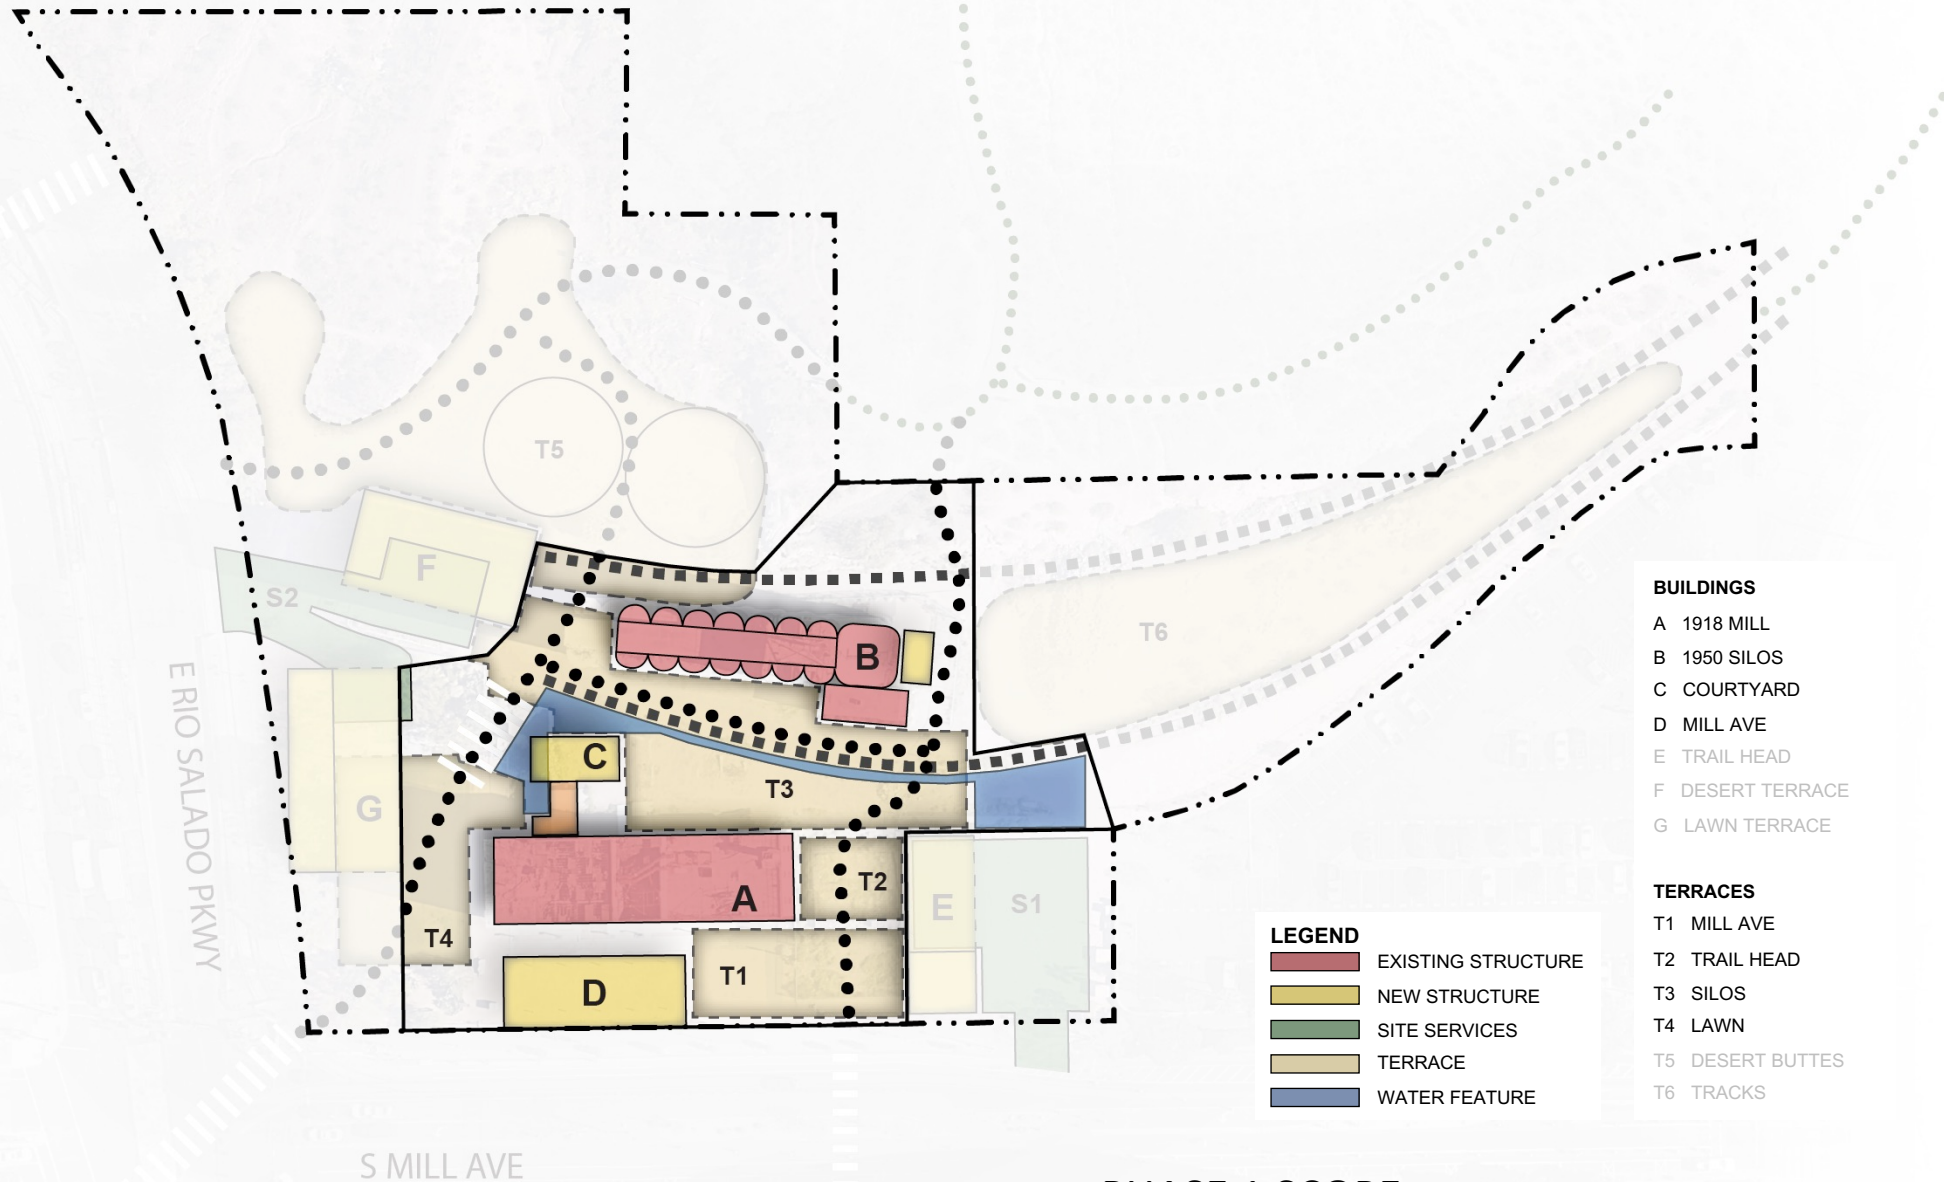 T5
F
S2
B
T6
C
T3
G
A
T2
E
S1
T4
T1
D
E RIO SALADO PKWY
S MILL AVE
BUILDINGS
A 1918 MILL
B 1950 SILOS
C COURTYARD
D MILL AVE
E TRAIL HEAD
F DESERT TERRACE
G LAWN TERRACE
TERRACES
T1 MILL AVE
T2 TRAIL HEAD
T3 SILOS
T4 LAWN
T5 DESERT BUTTES
T6 TRACKS
LEGEND
EXISTING STRUCTURE
NEW STRUCTURE
SITE SERVICES
TERRACE
WATER FEATURE